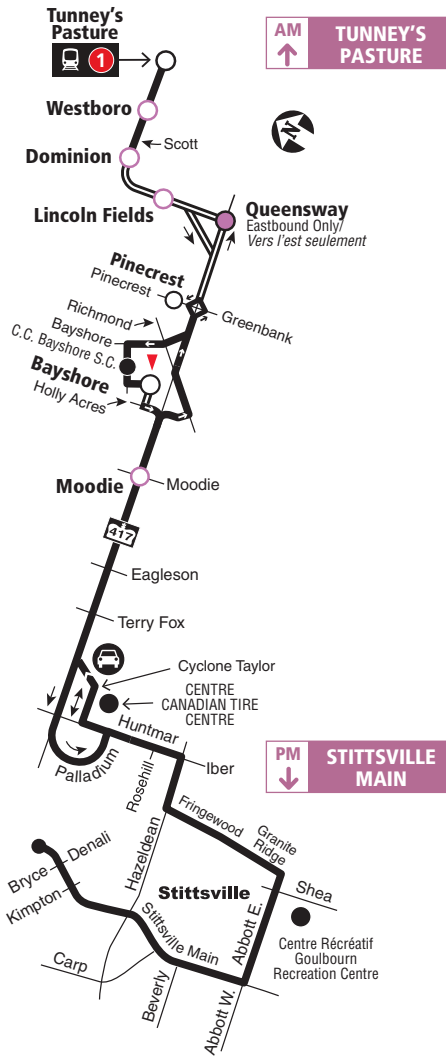 Tunney's
Pasture
1
AM
TUNNEY'S
PASTURE
Westboro
Scott
N
Dominion
Lincoln Fields
Queensway
Eastbound Only/
Vers l'est seulement
Pinecrest
Pinecrest
Greenbank
Richmond
Bayshore
C.C. Bayshore S.C.
Bayshore
Holly Acres
Moodie
Moodie
417
Eagleson
Terry Fox
Cyclone Taylor
CENTRE
CANADIAN TIRE
CENTRE
Huntmar
Palladium
Rosehill
Iber
PM
STITTSVILLE
MAIN
Hazeldean
Fringewood
Granite
Ridge
Bryce
Denali
Kimpton
Stittsville
Shea
Stittsville Main
Abbott E.
Centre Récréatif
Goulbourn
Recreation Centre
Carp
Beverly
Abbott W.